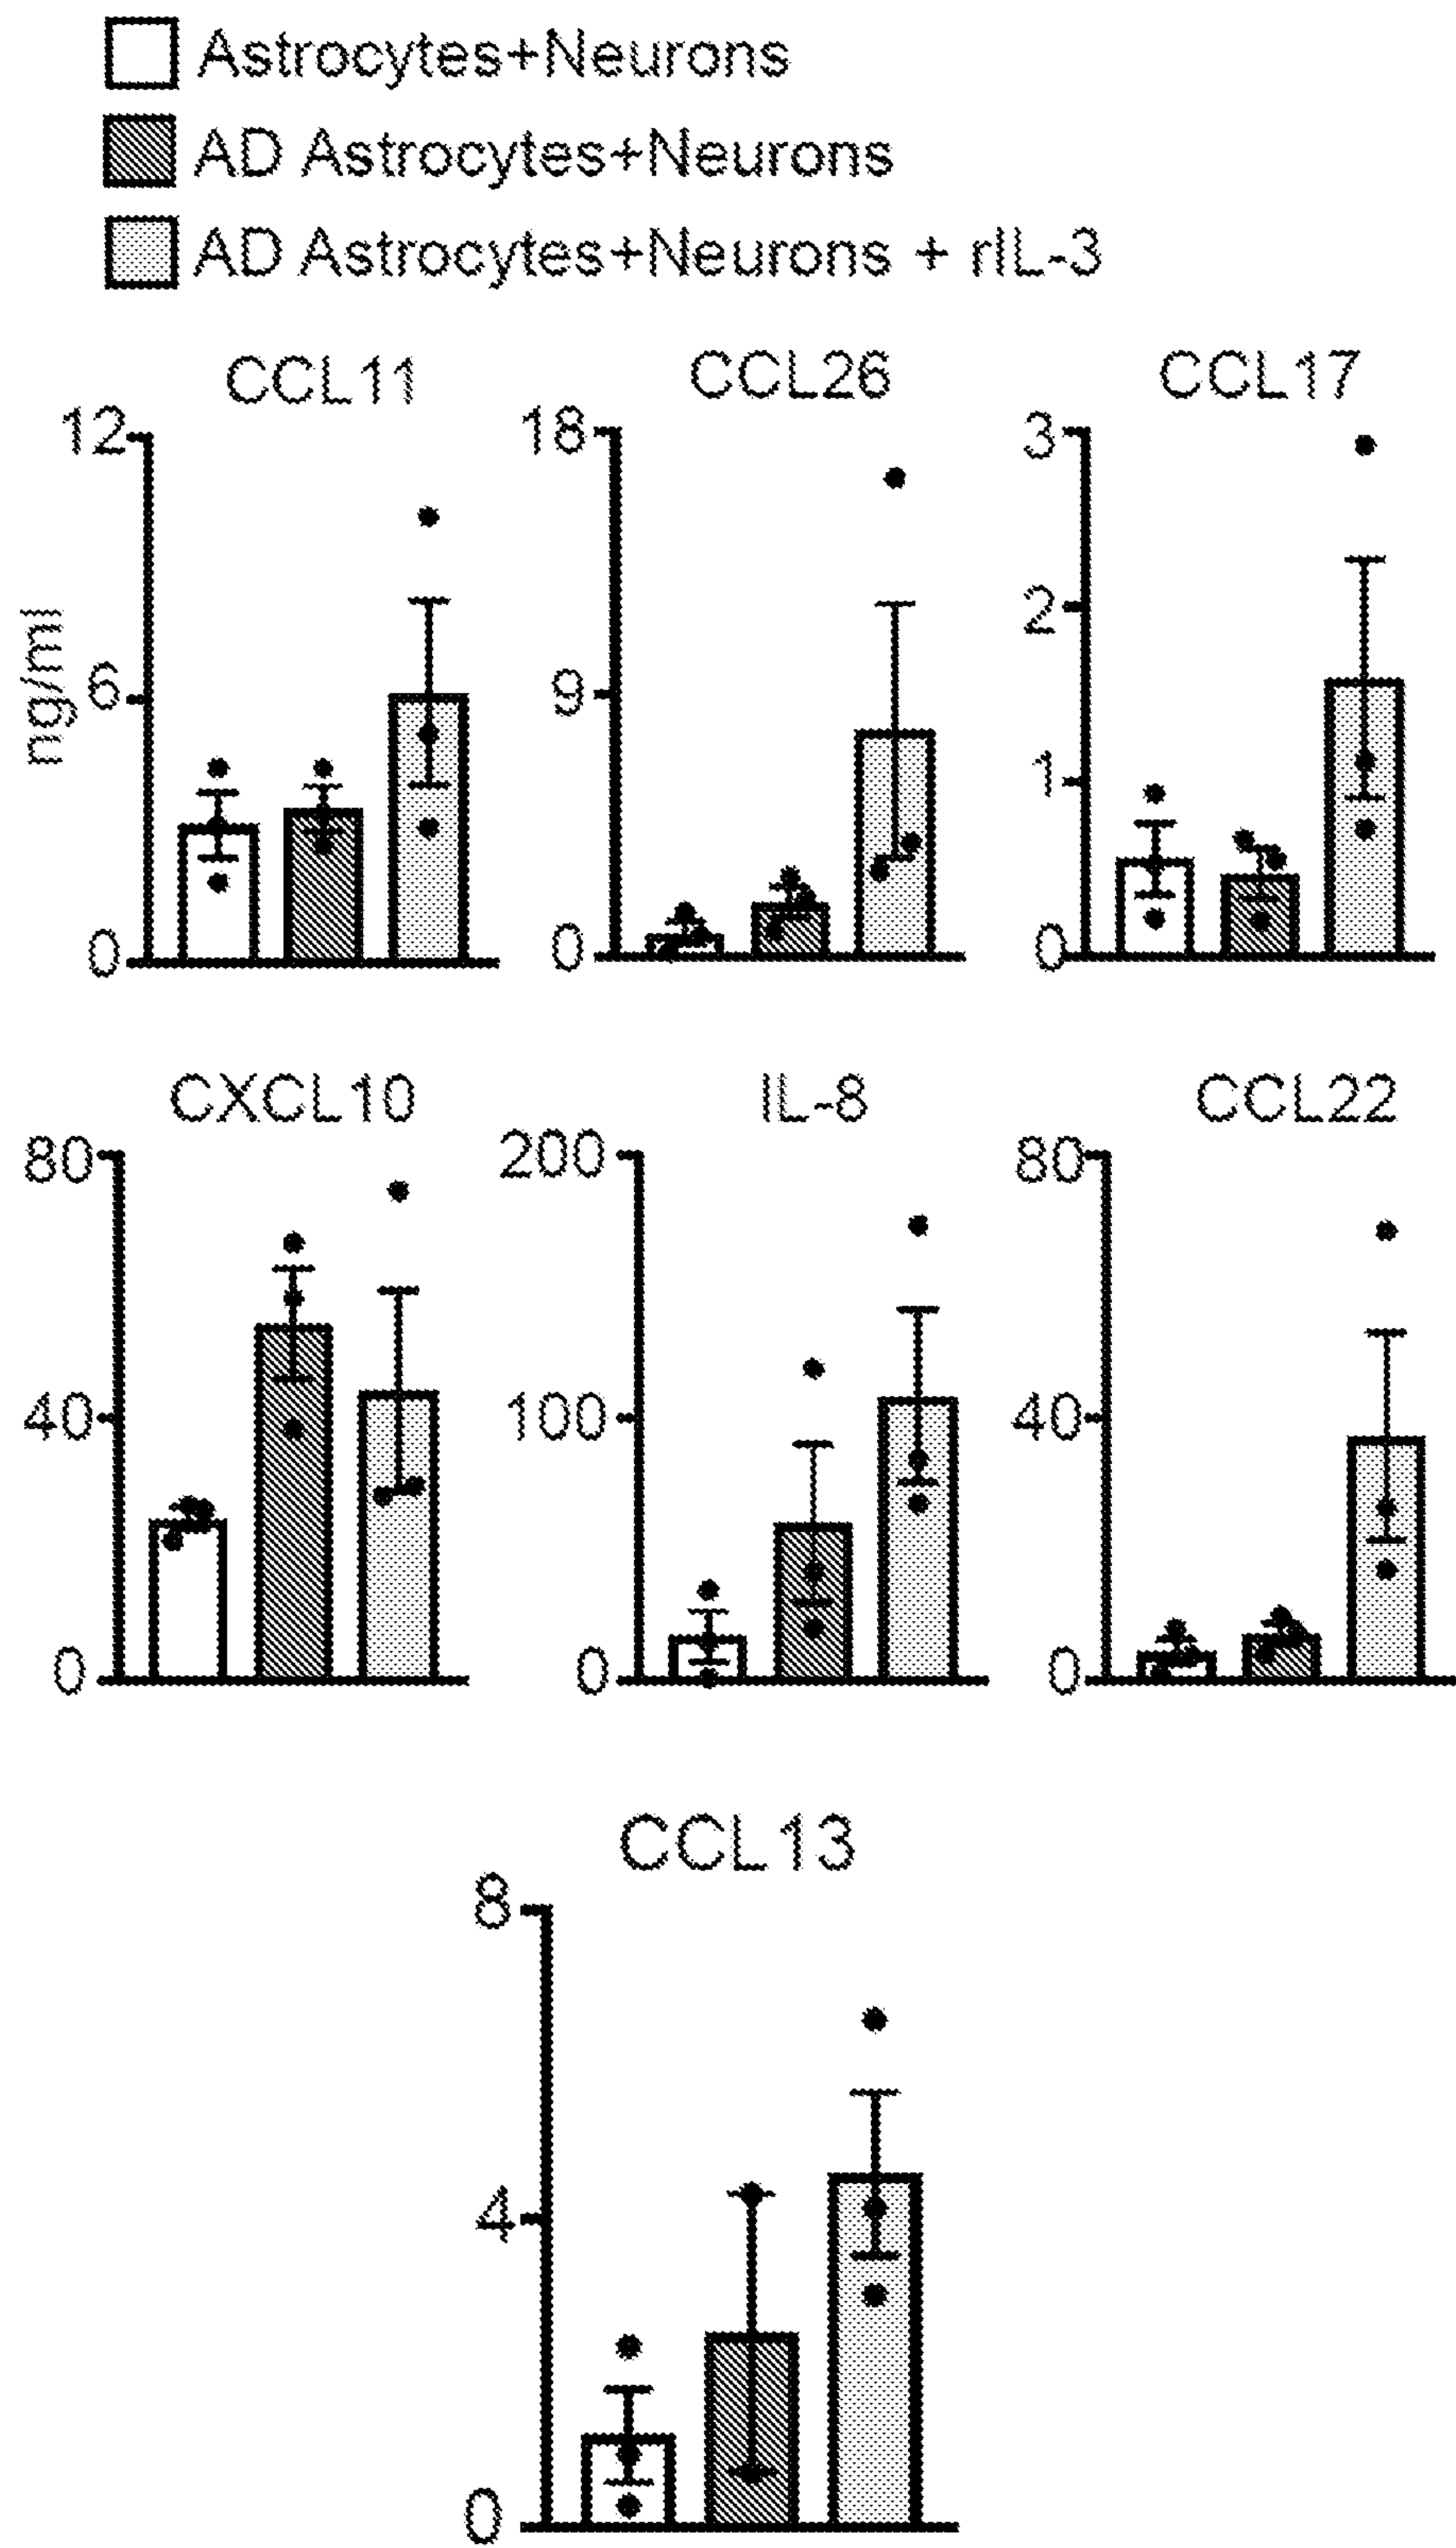 Astrocytes+Neurons
AD Astrocytes+Neurons
AD Astrocytes+Neurons + rIL-3
CCL11
CCL26
CCL17
ng/ml
12
6
0
18
9
0
3
2
1
0
CXCL10
IL-8
CCL22
80
40
0
200
100
0
80
40
0
CCL13
8
4
0